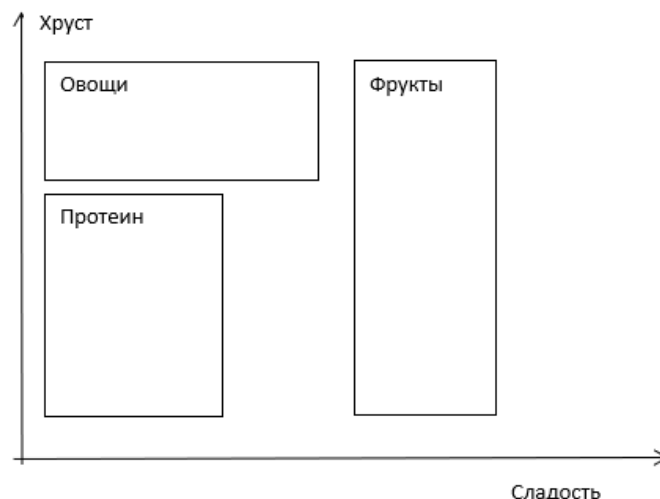 Хруст
Овощи
Фрукты
Протеин
Сладость